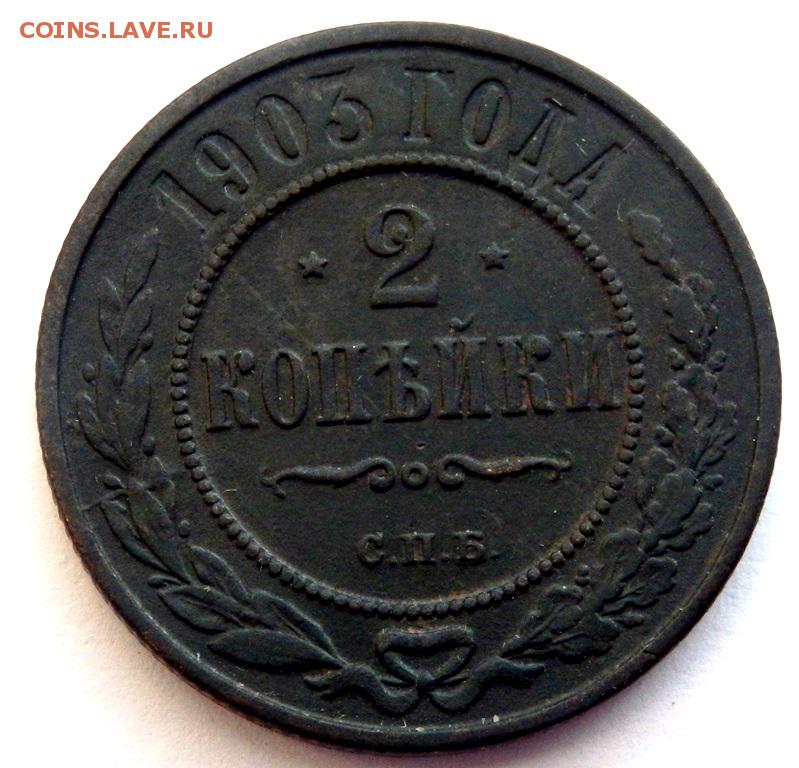 COINS.LAVE.RU
1903 ГОДА
2
КОПѢЙКИ
С.П.Б.